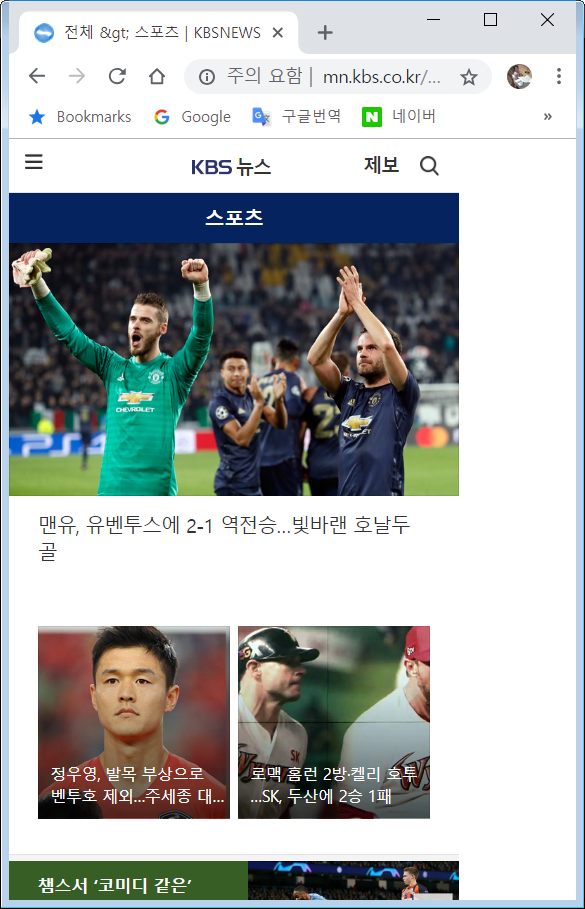 전체 &gt; 스포츠 | KBSNEWS
주의 요함 | mn.kbs.co.kr/...
Bookmarks Google 구글번역 네이버 »
KBS 뉴스 제보
스포츠
CHEVROLET
CHEVROLET
맨유, 유벤투스에 2-1 역전승...빛바랜 호날두
골
정우영, 발목 부상으로
벤투호 제외...주세종 대...
로맥 홈런 2방·켈리 호투
...SK, 두산에 2승 1패
챔스서 ‘코미디 같은’